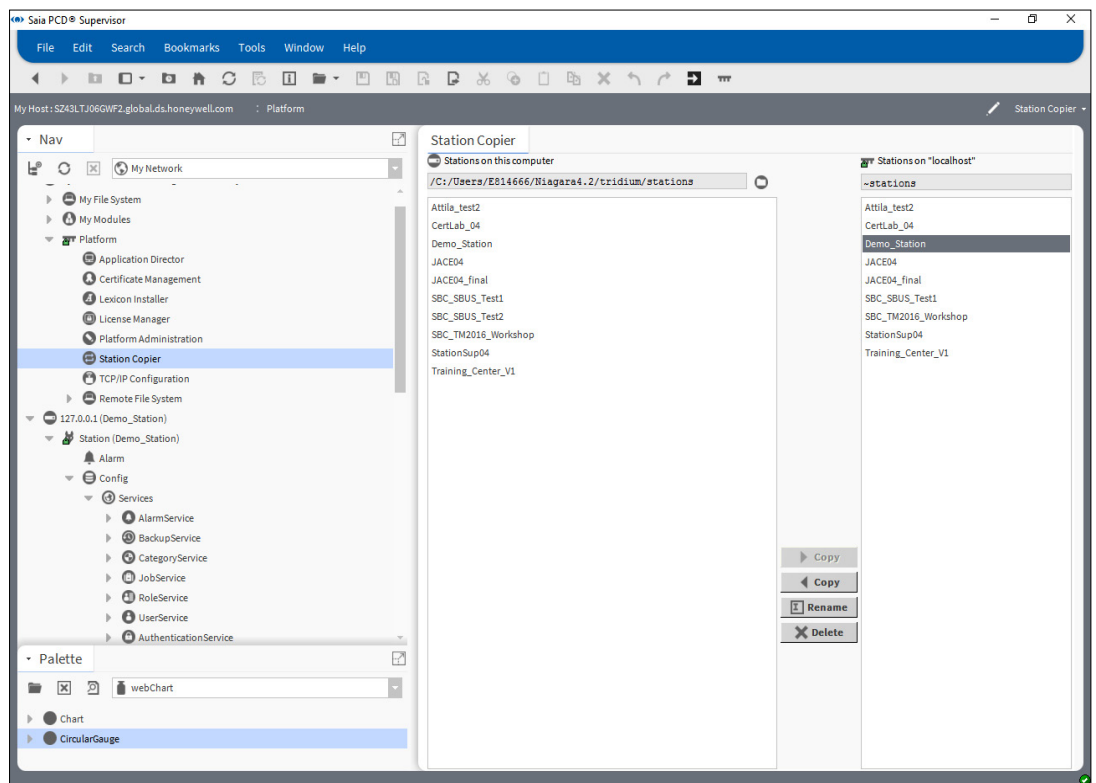 Saia PCD® Supervisor
File Edit Search Bookmarks Tools Window Help
My Host : SZ43LTJ06GWF2.global.ds.honeywell.com : Platform
Station Copier
Nav
My Network
My File System
My Modules
Platform
Application Director
Certificate Management
Lexicon Installer
License Manager
Platform Administration
Station Copier
TCP/IP Configuration
Remote File System
127.0.0.1 (Demo_Station)
Station (Demo_Station)
Alarm
Config
Services
AlarmService
BackupService
CategoryService
JobService
RoleService
UserService
AuthenticationService
Palette
webChart
Chart
CircularGauge
Station Copier
Stations on this computer
/C:/Users/E814666/Niagara4.2/tridium/stations
Attila_test2
CertLab_04
Demo_Station
JACE04
JACE04_final
SBC_SBUS_Test1
SBC_SBUS_Test2
SBC_TM2016_Workshop
StationSup04
Training_Center_V1
Copy
Copy
Rename
Delete
Stations on "localhost"
~stations
Attila_test2
CertLab_04
Demo_Station
JACE04
JACE04_final
SBC_SBUS_Test1
SBC_TM2016_Workshop
StationSup04
Training_Center_V1